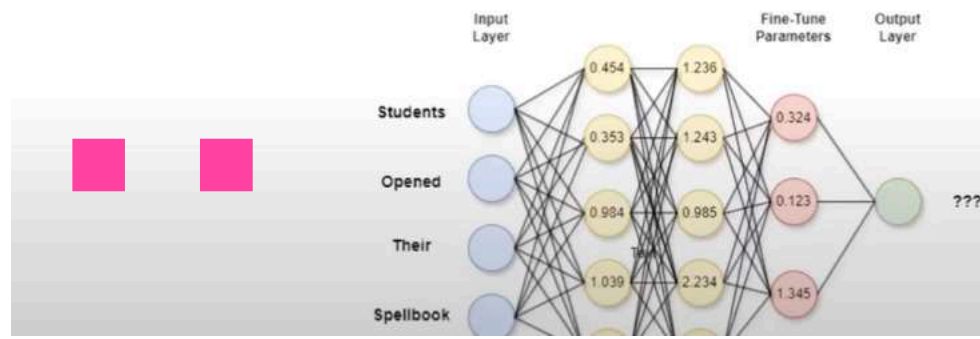 Input
Layer
Fine-Tune
Parameters
Output
Layer
0.454
1.236
Students
0.324
0.353
1.243
Opened
0.123
???
0.984
0.985
Their
1.039
2.234
1.345
Spellbook